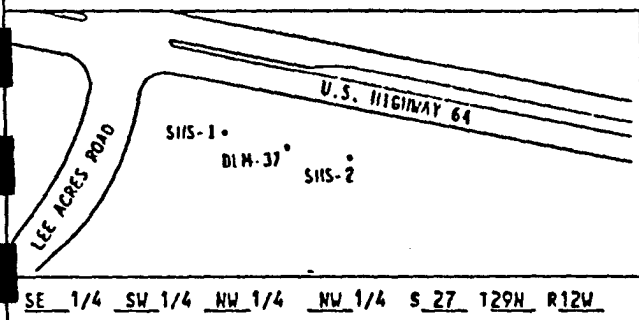 U.S. HIGHWAY 64
SHS-1
BLM-37
SHS-2
LEE ACRES ROAD
SE 1/4 SW 1/4 NW 1/4 NW 1/4 S 27 T29N R12W